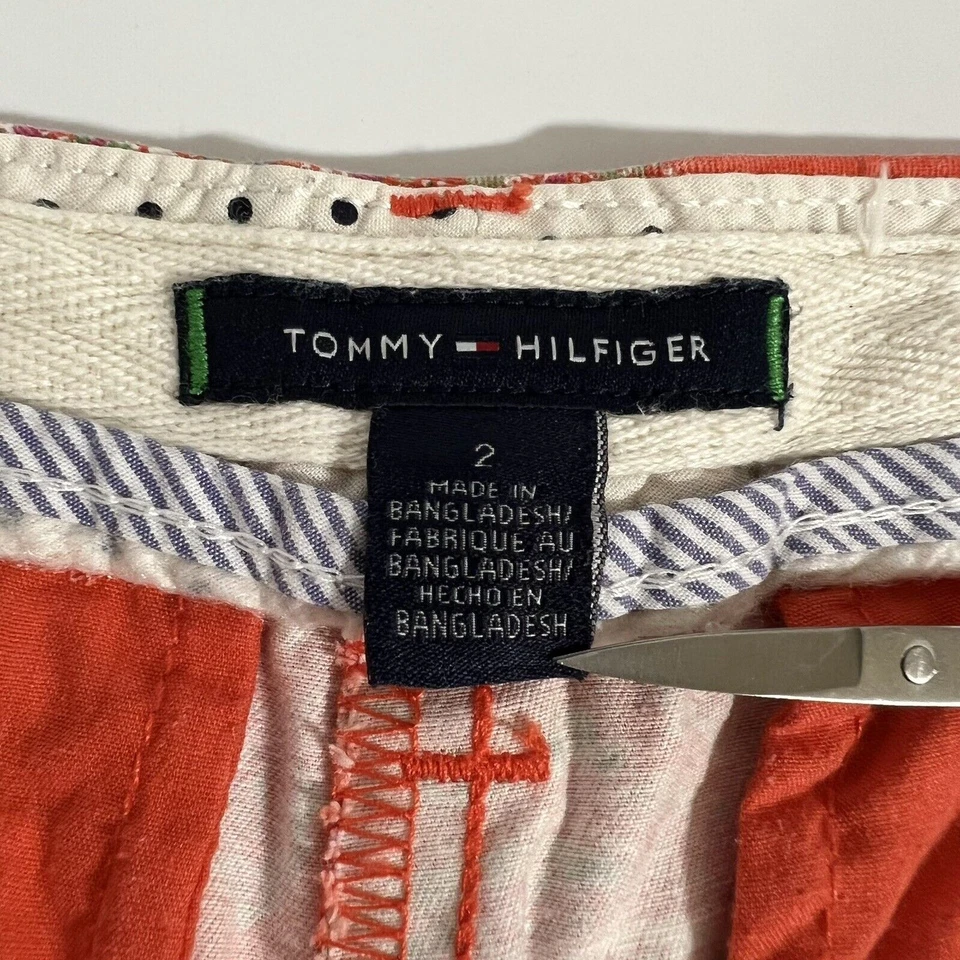 TOMMY HILFIGER
2
MADE IN
BANGLADESH/
FABRIQUE AU
BANGLADESH/
HECHO EN
BANGLADESH